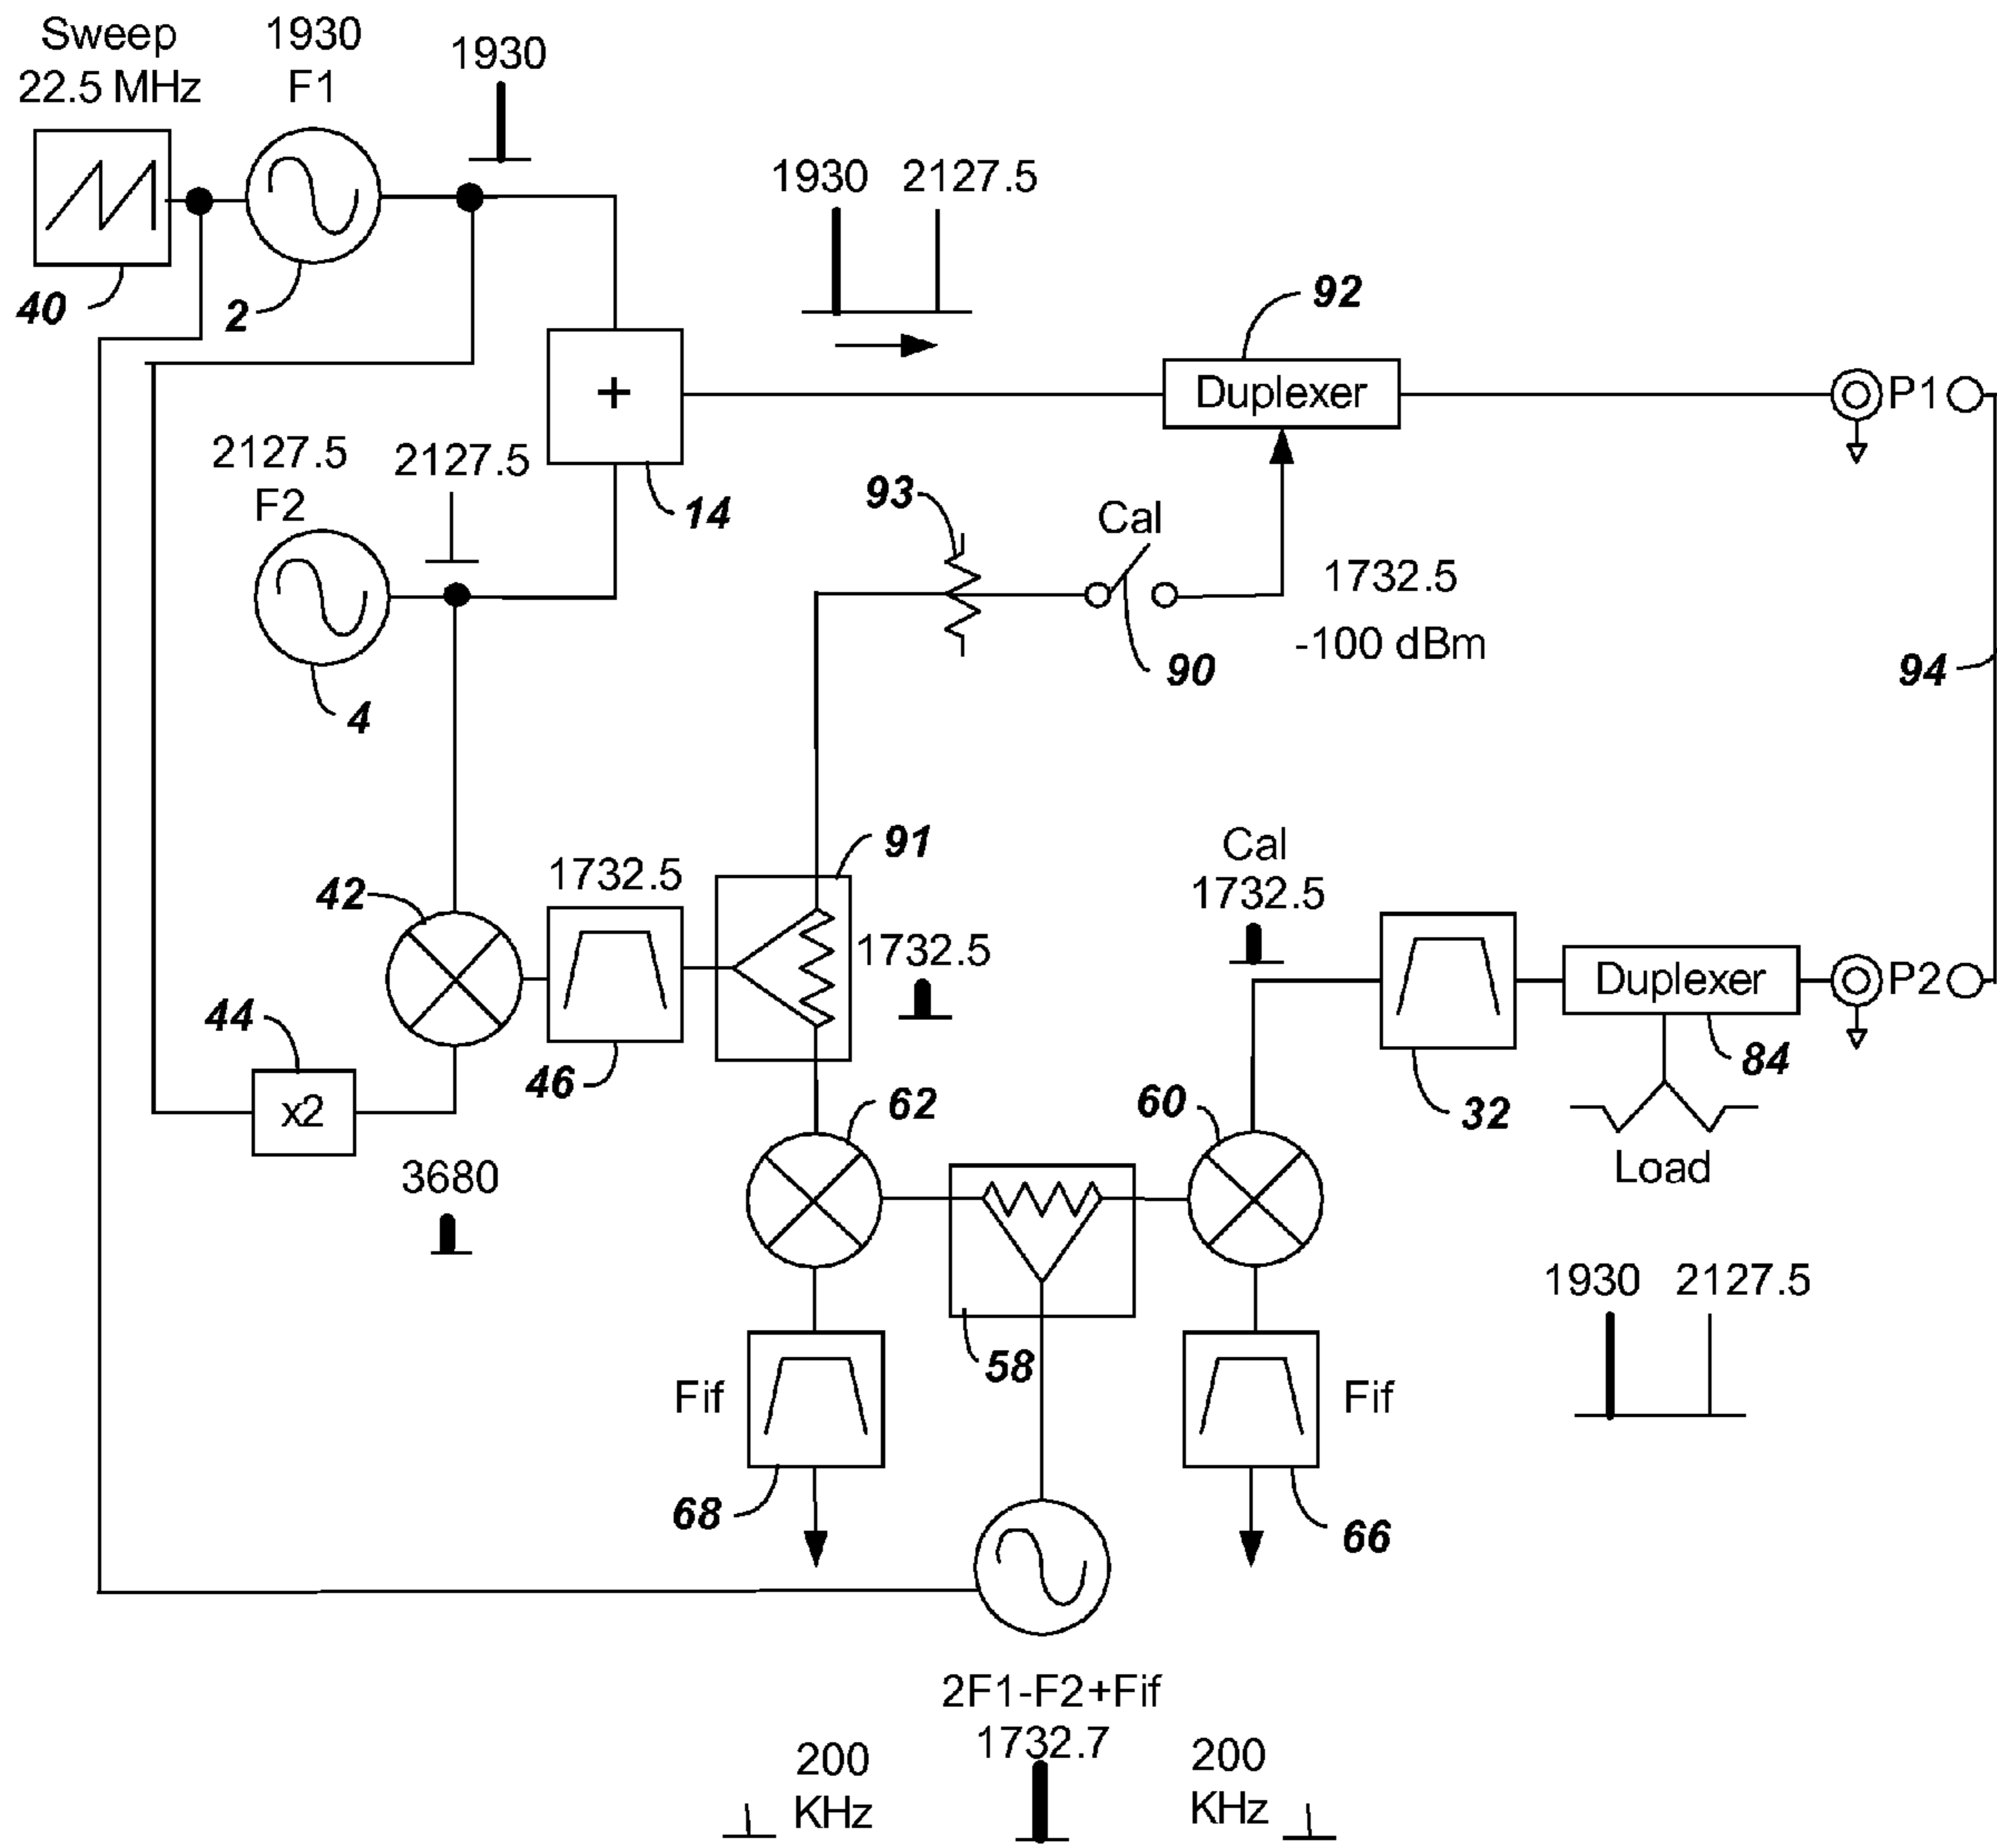 Sweep
22.5 MHz
1930
F1
1930
1930
2127.5
40
2
92
Duplexer
P1
+
14
2127.5
F2
2127.5
4
93
Cal
90
1732.5
-100 dBm
94
91
42
1732.5
1732.5
Cal
1732.5
Duplexer
P2
84
44
x2
46
62
60
32
Load
3680
58
1930
2127.5
Fif
Fif
68
66
2F1-F2+Fif
1732.7
200
KHz
200
KHz